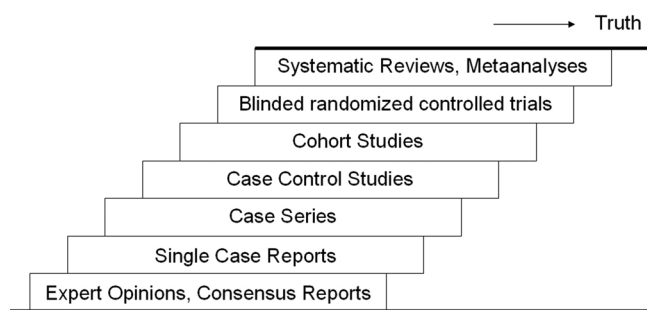 Truth
Systematic Reviews, Metaanalyses
Blinded randomized controlled trials
Cohort Studies
Case Control Studies
Case Series
Single Case Reports
Expert Opinions, Consensus Reports